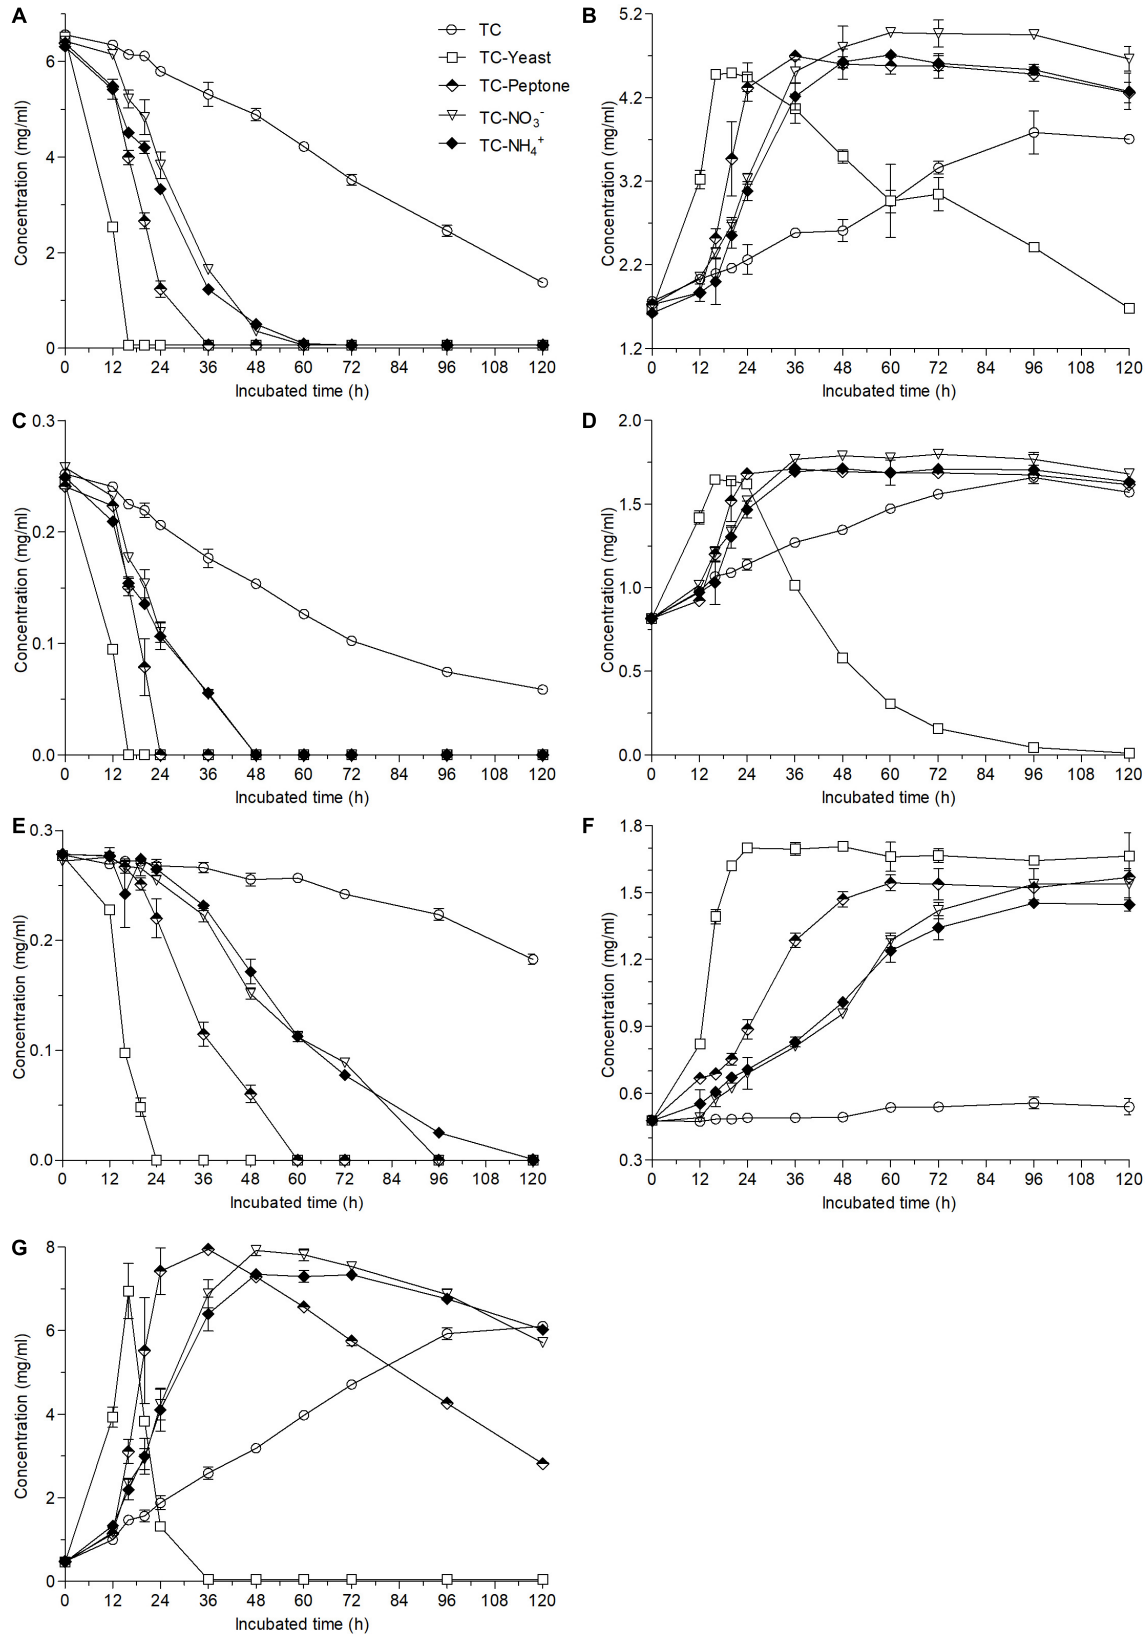 A
TC
TC-Yeast
TC-Peptone
TC-NO₃⁻
TC-NH₄⁺
Concentration (mg/ml)
6
4
2
0
0 12 24 36 48 60 72 84 96 108 120
Incubated time (h)
B
Concentration (mg/ml)
5.2
4.2
3.2
2.2
1.2
0 12 24 36 48 60 72 84 96 108 120
Incubated time (h)
C
Concentration (mg/ml)
0.3
0.2
0.1
0.0
0 12 24 36 48 60 72 84 96 108 120
Incubated time (h)
D
Concentration (mg/ml)
2.0
1.5
1.0
0.5
0.0
0 12 24 36 48 60 72 84 96 108 120
Incubated time (h)
E
Concentration (mg/ml)
0.3
0.2
0.1
0.0
0 12 24 36 48 60 72 84 96 108 120
Incubated time (h)
F
Concentration (mg/ml)
1.8
1.5
1.2
0.9
0.6
0.3
0 12 24 36 48 60 72 84 96 108 120
Incubated time (h)
G
Concentration (mg/ml)
8
6
4
2
0
0 12 24 36 48 60 72 84 96 108 120
Incubated time (h)